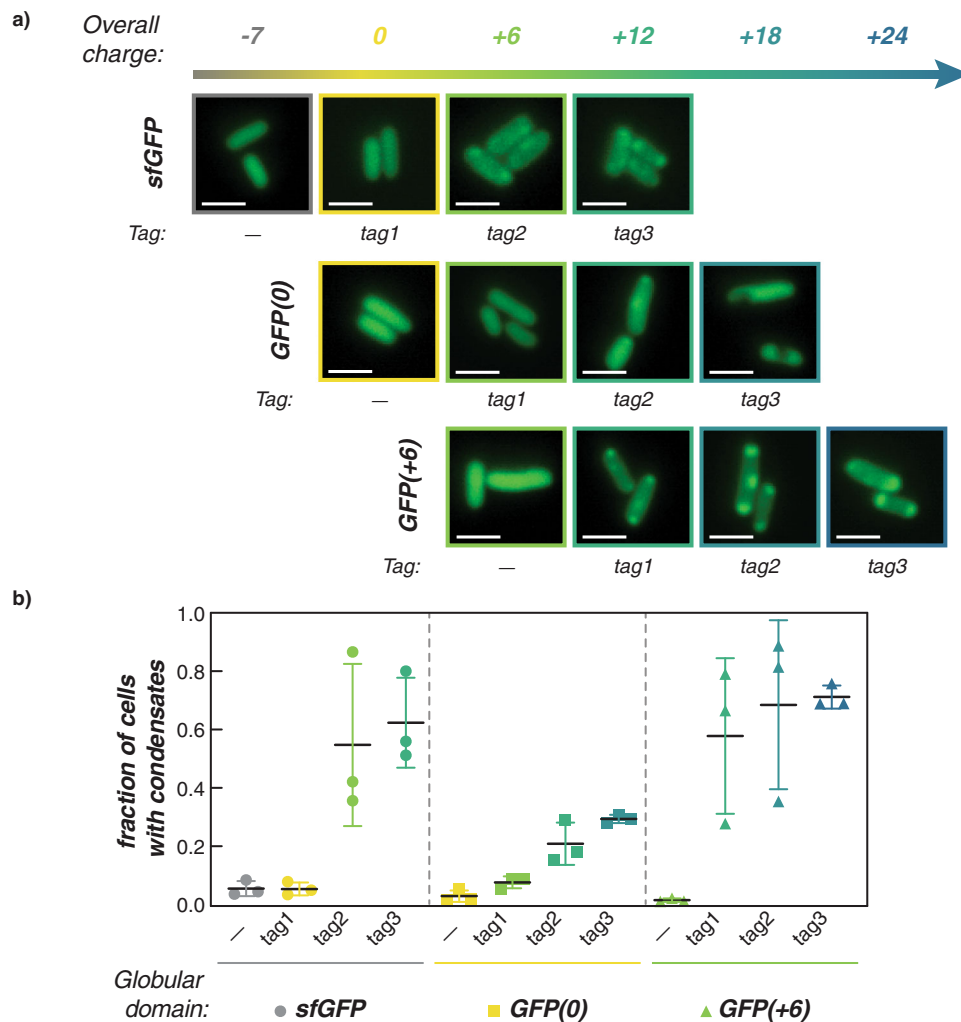 a)
Overall charge: -7 0 +6 +12 +18 +24
sfGFP
Tag: — tag1 tag2 tag3
GFP(0)
Tag: — tag1 tag2 tag3
GFP(+6)
Tag: — tag1 tag2 tag3
b)
fraction of cells
with condensates
1.0
0.8
0.6
0.4
0.2
0.0
— tag1 tag2 tag3 — tag1 tag2 tag3 — tag1 tag2 tag3
Globular
domain: sfGFP GFP(0) GFP(+6)